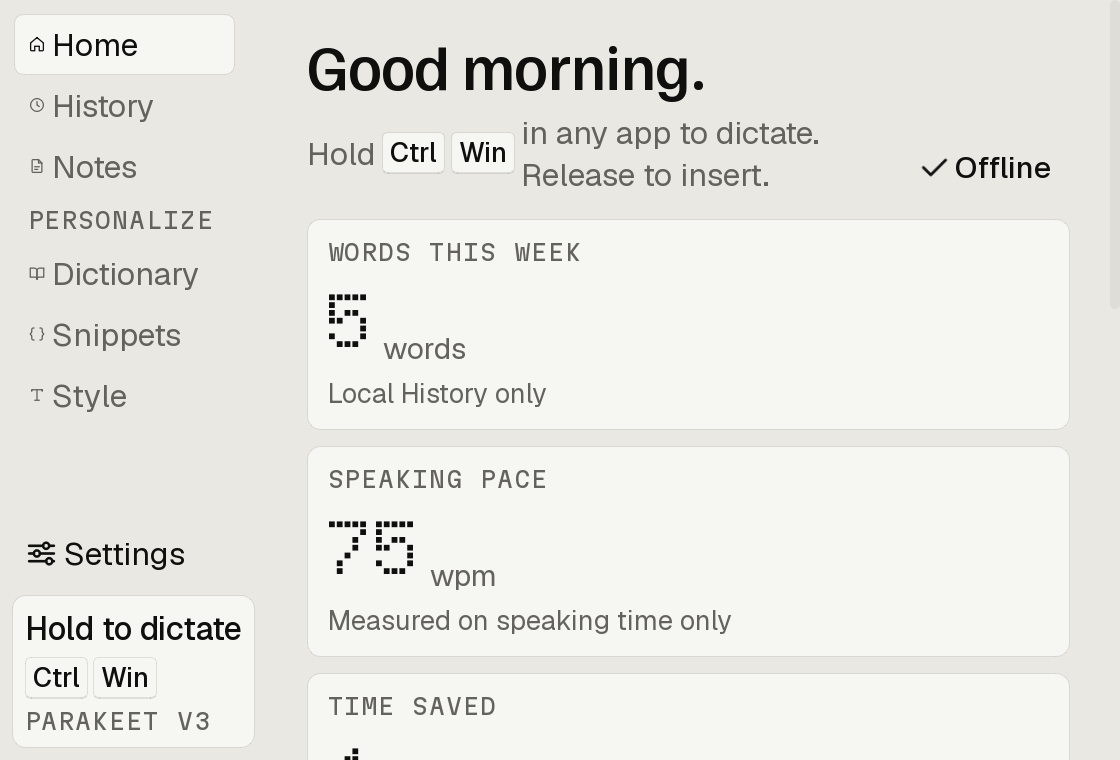 Home
History
Notes
PERSONALIZE
Dictionary
Snippets
Style
Settings
Hold to dictate
Ctrl Win
PARAKEET V3
Good morning.
Hold Ctrl Win in any app to dictate.
Release to insert.
Offline
WORDS THIS WEEK
5 words
Local History only
SPEAKING PACE
75 wpm
Measured on speaking time only
TIME SAVED